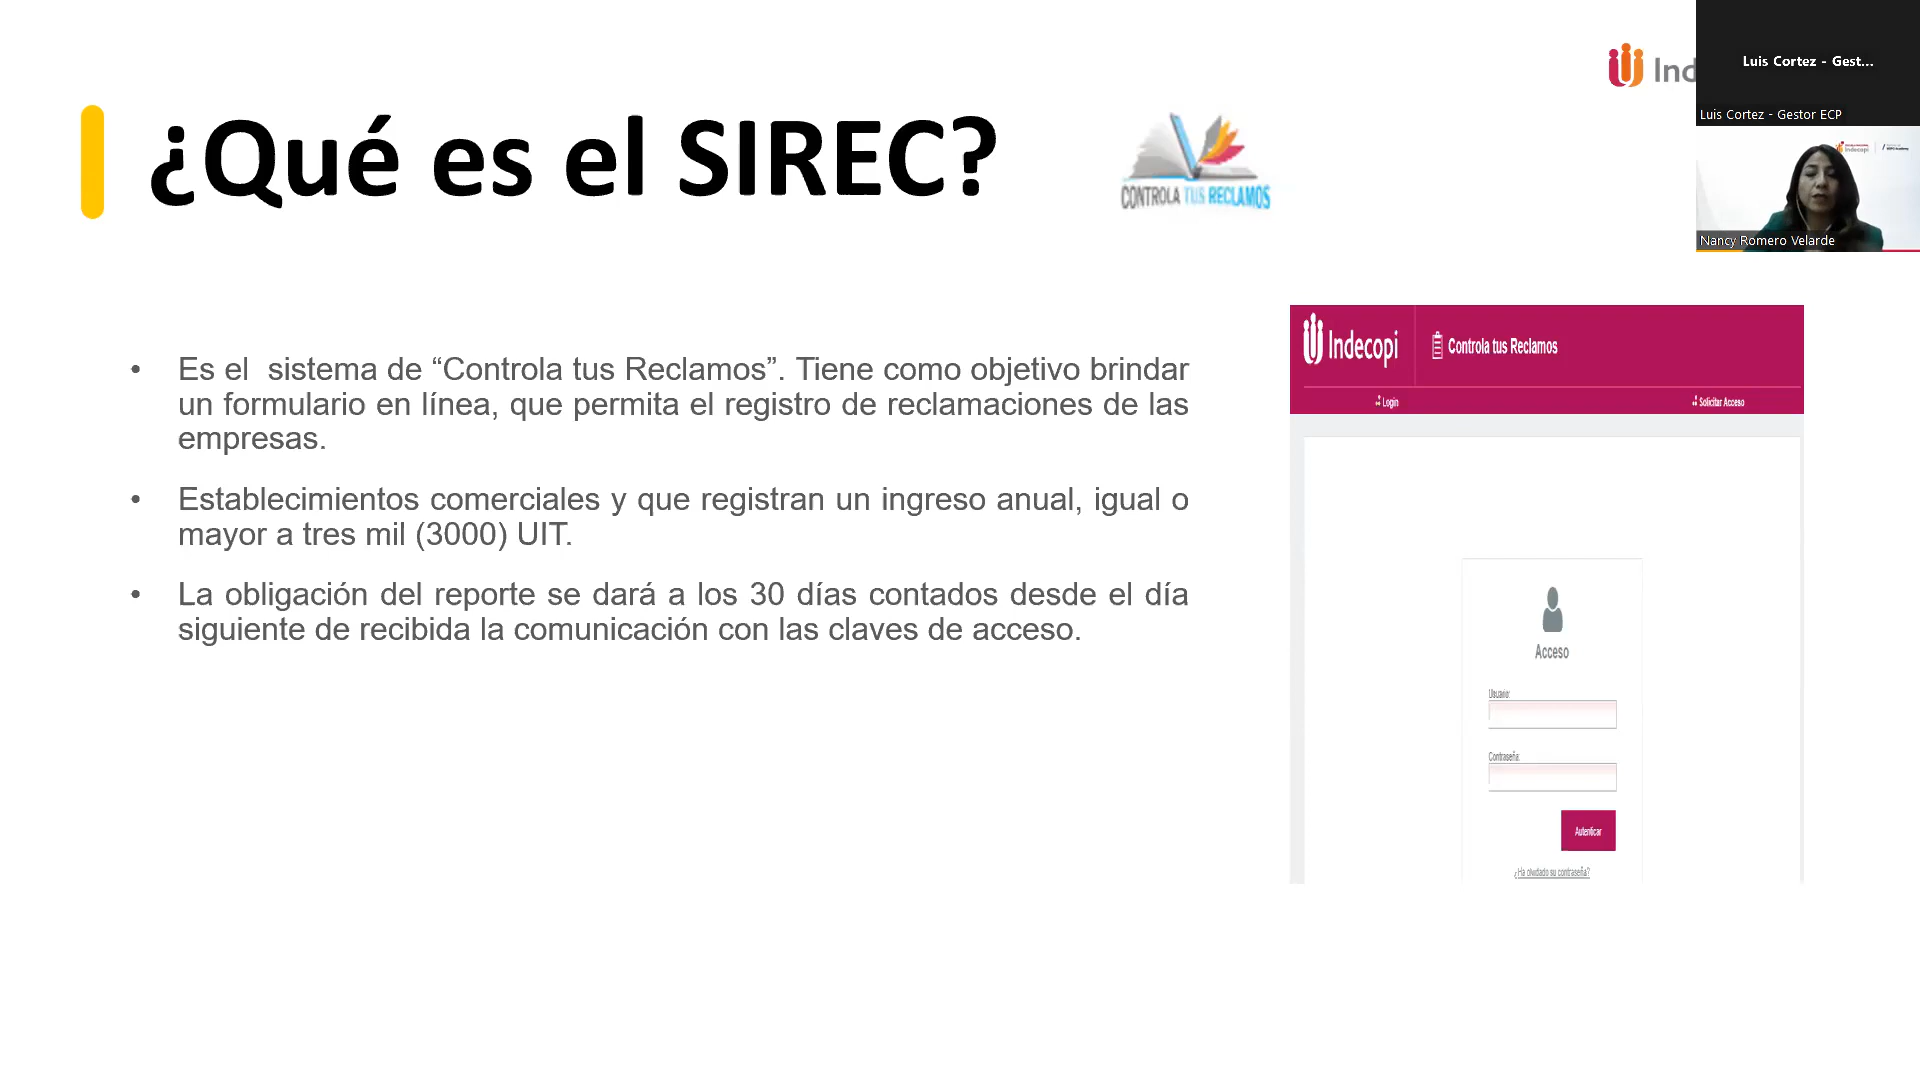 Ind
Luis Cortez - Gest...
Luis Cortez - Gestor ECP
¿Qué es el SIREC?
CONTROLA TUS RECLAMOS
Indecopi
Nancy Romero Velarde
• Es el  sistema de “Controla tus Reclamos”. Tiene como objetivo brindar
un formulario en línea, que permita el registro de reclamaciones de las
empresas.
• Establecimientos comerciales y que registran un ingreso anual, igual o
mayor a tres mil (3000) UIT.
• La obligación del reporte se dará a los 30 días contados desde el día
siguiente de recibida la comunicación con las claves de acceso.
Indecopi
Controla tus Reclamos
Login
Solicitar Acceso
Acceso
Usuario:
Contraseña:
Autenticar
¿Ha olvidado su contraseña?